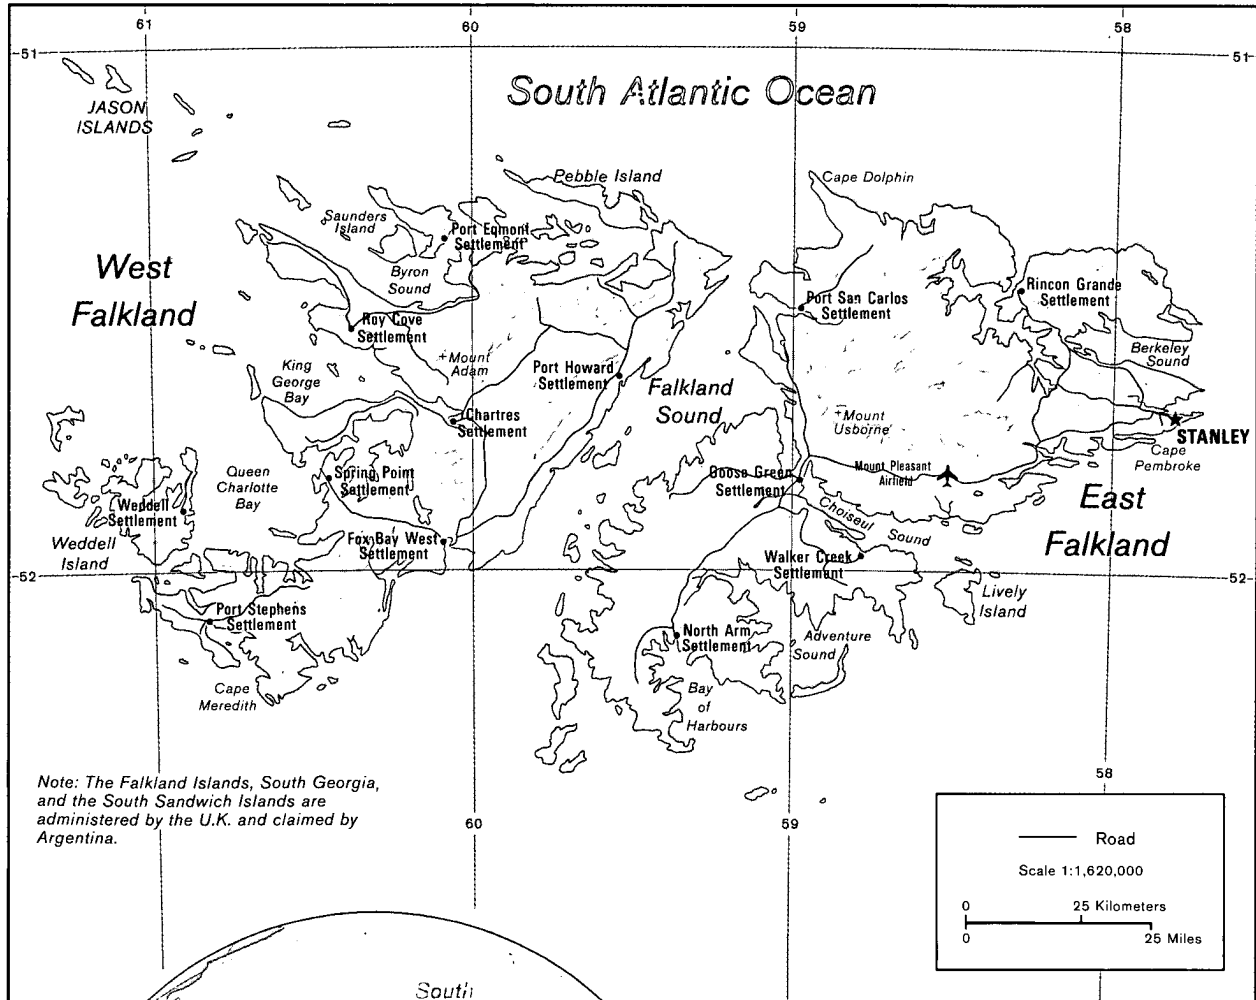 61
60
59
58
51
51
South Atlantic Ocean
JASON
ISLANDS
Pebble Island
Cape Dolphin
Saunders
Island
Port Egmont
Settlement
Byron
Sound
West
Falkland
Rincon Grande
Settlement
Port San Carlos
Settlement
Roy Cove
Settlement
Berkeley
Sound
Mount
Adam
King
George
Bay
Port Howard
Settlement
Falkland
Sound
Chartres
Settlement
Mount
Usborne
STANLEY
Cape
Pembroke
Queen
Charlotte
Bay
Spring Point
Settlement
Goose Green
Settlement
Mount Pleasant
Airfield
East
Falkland
Weddell
Settlement
Weddell
Island
Choiseul
Sound
Fox Bay West
Settlement
Walker Creek
Settlement
52
52
Lively
Island
Port Stephens
Settlement
North Arm
Settlement
Adventure
Sound
Cape
Meredith
Bay
of
Harbours
Note: The Falkland Islands, South Georgia,
and the South Sandwich Islands are
administered by the U.K. and claimed by
Argentina.
60
59
58
Road
Scale 1:1,620,000
0 25 Kilometers
0 25 Miles
South